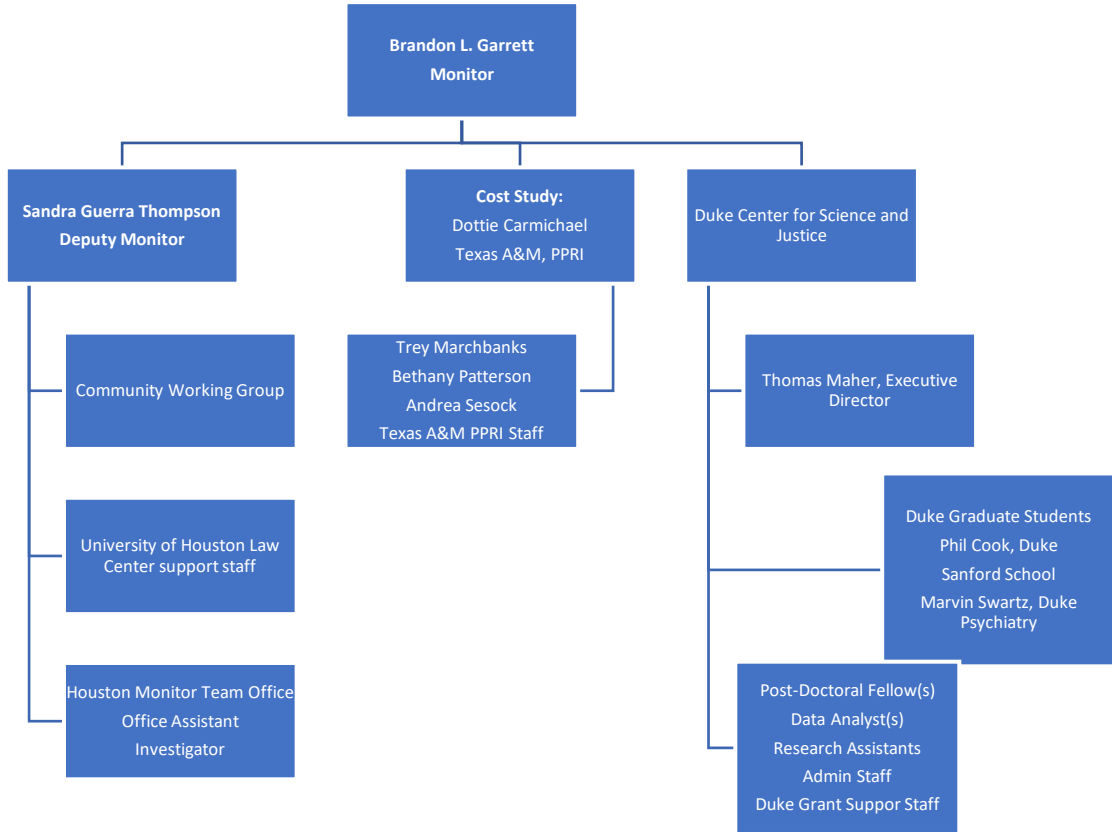 Brandon L. Garrett
Monitor
Sandra Guerra Thompson
Deputy Monitor
Cost Study:
Dottie Carmichael
Texas A&M, PPRI
Duke Center for Science and
Justice
Community Working Group
Trey Marchbanks
Bethany Patterson
Andrea Sesock
Texas A&M PPRI Staff
Thomas Maher, Executive
Director
University of Houston Law
Center support staff
Duke Graduate Students
Phil Cook, Duke
Sanford School
Marvin Swartz, Duke
Psychiatry
Houston Monitor Team Office
Office Assistant
Investigator
Post-Doctoral Fellow(s)
Data Analyst(s)
Research Assistants
Admin Staff
Duke Grant Suppor Staff